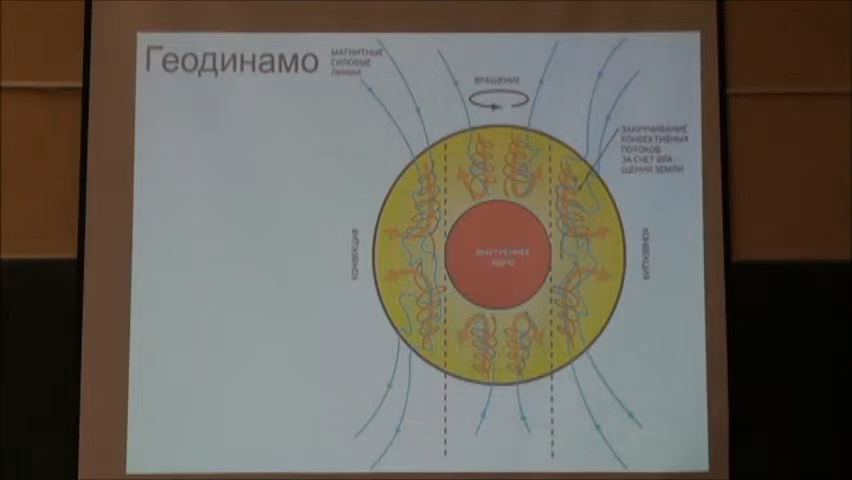 Геодинамо
МАГНИТНЫЕ
СИЛОВЫЕ
ЛИНИИ
ВРАЩЕНИЕ
ЗАКРУЧИВАНИЕ
КОНВЕКТИВНЫХ
ПОТОКОВ
ЗА СЧЕТ ВРА-
ЩЕНИЯ ЗЕМЛИ
КОНВЕКЦИЯ
ВНУТРЕННЕЕ
ЯДРО
КОНВЕКЦИЯ